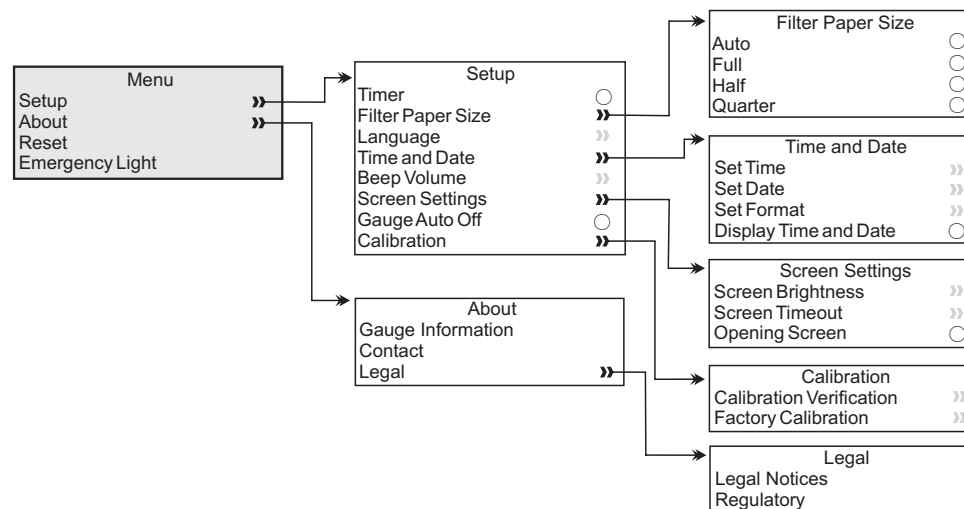 Menu
Setup »
About »
Reset
Emergency Light
Setup
Timer
Filter Paper Size »
Language »
Time and Date »
Beep Volume »
Screen Settings »
Gauge Auto Off
Calibration »
About
Gauge Information
Contact
Legal »
Filter Paper Size
Auto
Full
Half
Quarter
Time and Date
Set Time »
Set Date »
Set Format »
Display Time and Date
Screen Settings
Screen Brightness »
Screen Timeout »
Opening Screen
Calibration
Calibration Verification »
Factory Calibration »
Legal
Legal Notices
Regulatory